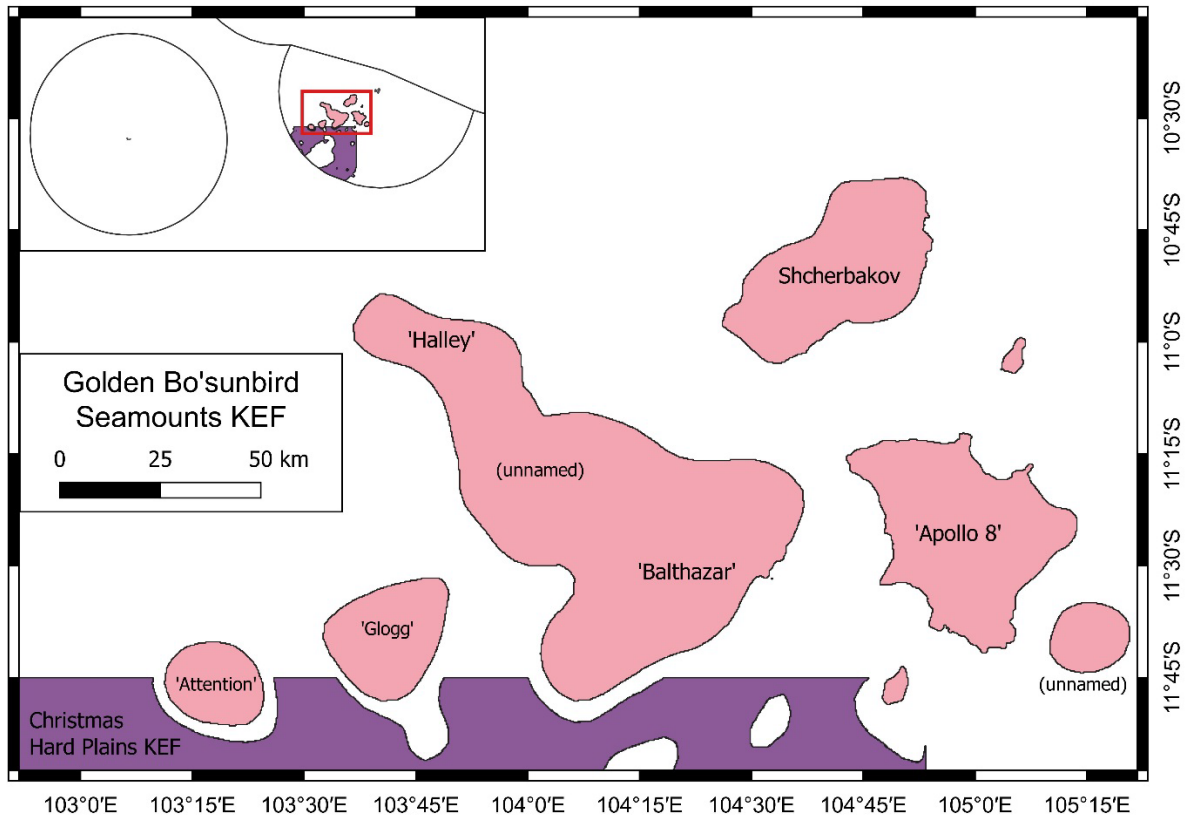 10°30'S
10°45'S
Shcherbakov
'Halley'
11°0'S
Golden Bo'sunbird
Seamounts KEF
0 25 50 km
11°15'S
(unnamed)
'Apollo 8'
11°30'S
'Balthazar'
'Glogg'
'Attention'
11°45'S
(unnamed)
Christmas
Hard Plains KEF
103°0'E 103°15'E 103°30'E 103°45'E 104°0'E 104°15'E 104°30'E 104°45'E 105°0'E 105°15'E